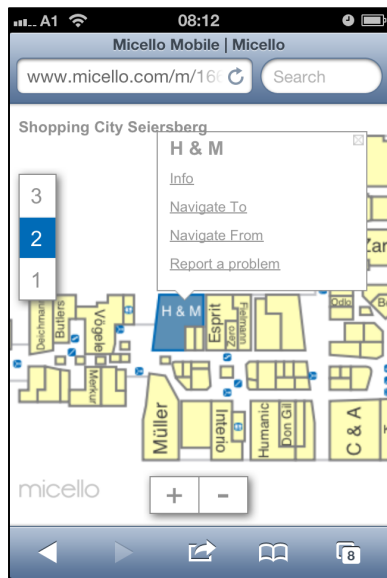 A1 08:12
Micello Mobile | Micello
www.micello.com/m/166
Search
Shopping City Seiersberg
H & M
Info
Navigate To
Navigate From
Report a problem
3
2
1
Zar
Deichmann
Butlers
Vögele
H & M
Esprit
Zero
Fielmann
Odlo
Ba
Merkur
Müller
Interio
Humanic
Don Gil
C & A
micello
+ -
8